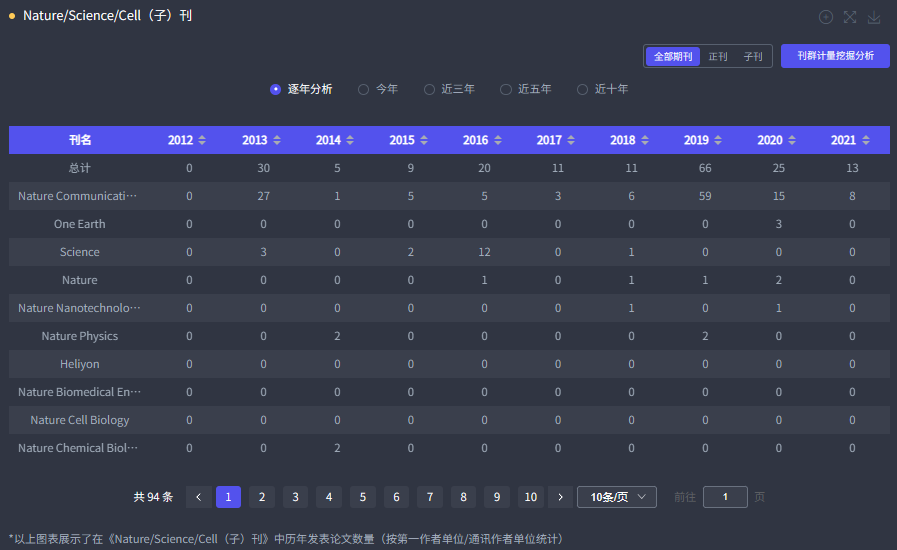 Nature/Science/Cell（子）刊
全部期刊 正刊 子刊 刊群计量挖掘分析
逐年分析 今年 近三年 近五年 近十年
刊名 2012 2013 2014 2015 2016 2017 2018 2019 2020 2021
总计 0 30 5 9 20 11 11 66 25 13
Nature Communicati··· 0 27 1 5 5 3 6 59 15 8
One Earth 0 0 0 0 0 0 0 0 3 0
Science 0 3 0 2 12 0 1 0 0 0
Nature 0 0 0 0 1 0 1 1 2 0
Nature Nanotechnolo··· 0 0 0 0 0 0 1 0 1 0
Nature Physics 0 0 2 0 0 0 0 2 0 0
Heliyon 0 0 0 0 0 0 0 0 0 0
Nature Biomedical En··· 0 0 0 0 0 0 0 0 0 0
Nature Cell Biology 0 0 0 0 0 0 0 0 0 0
Nature Chemical Biol··· 0 0 2 0 0 0 0 0 0 0
共 94 条 1 2 3 4 5 6 7 8 9 10 10条/页 前往 1 页
*以上图表展示了在《Nature/Science/Cell（子）刊》中历年发表论文数量（按第一作者单位/通讯作者单位统计）